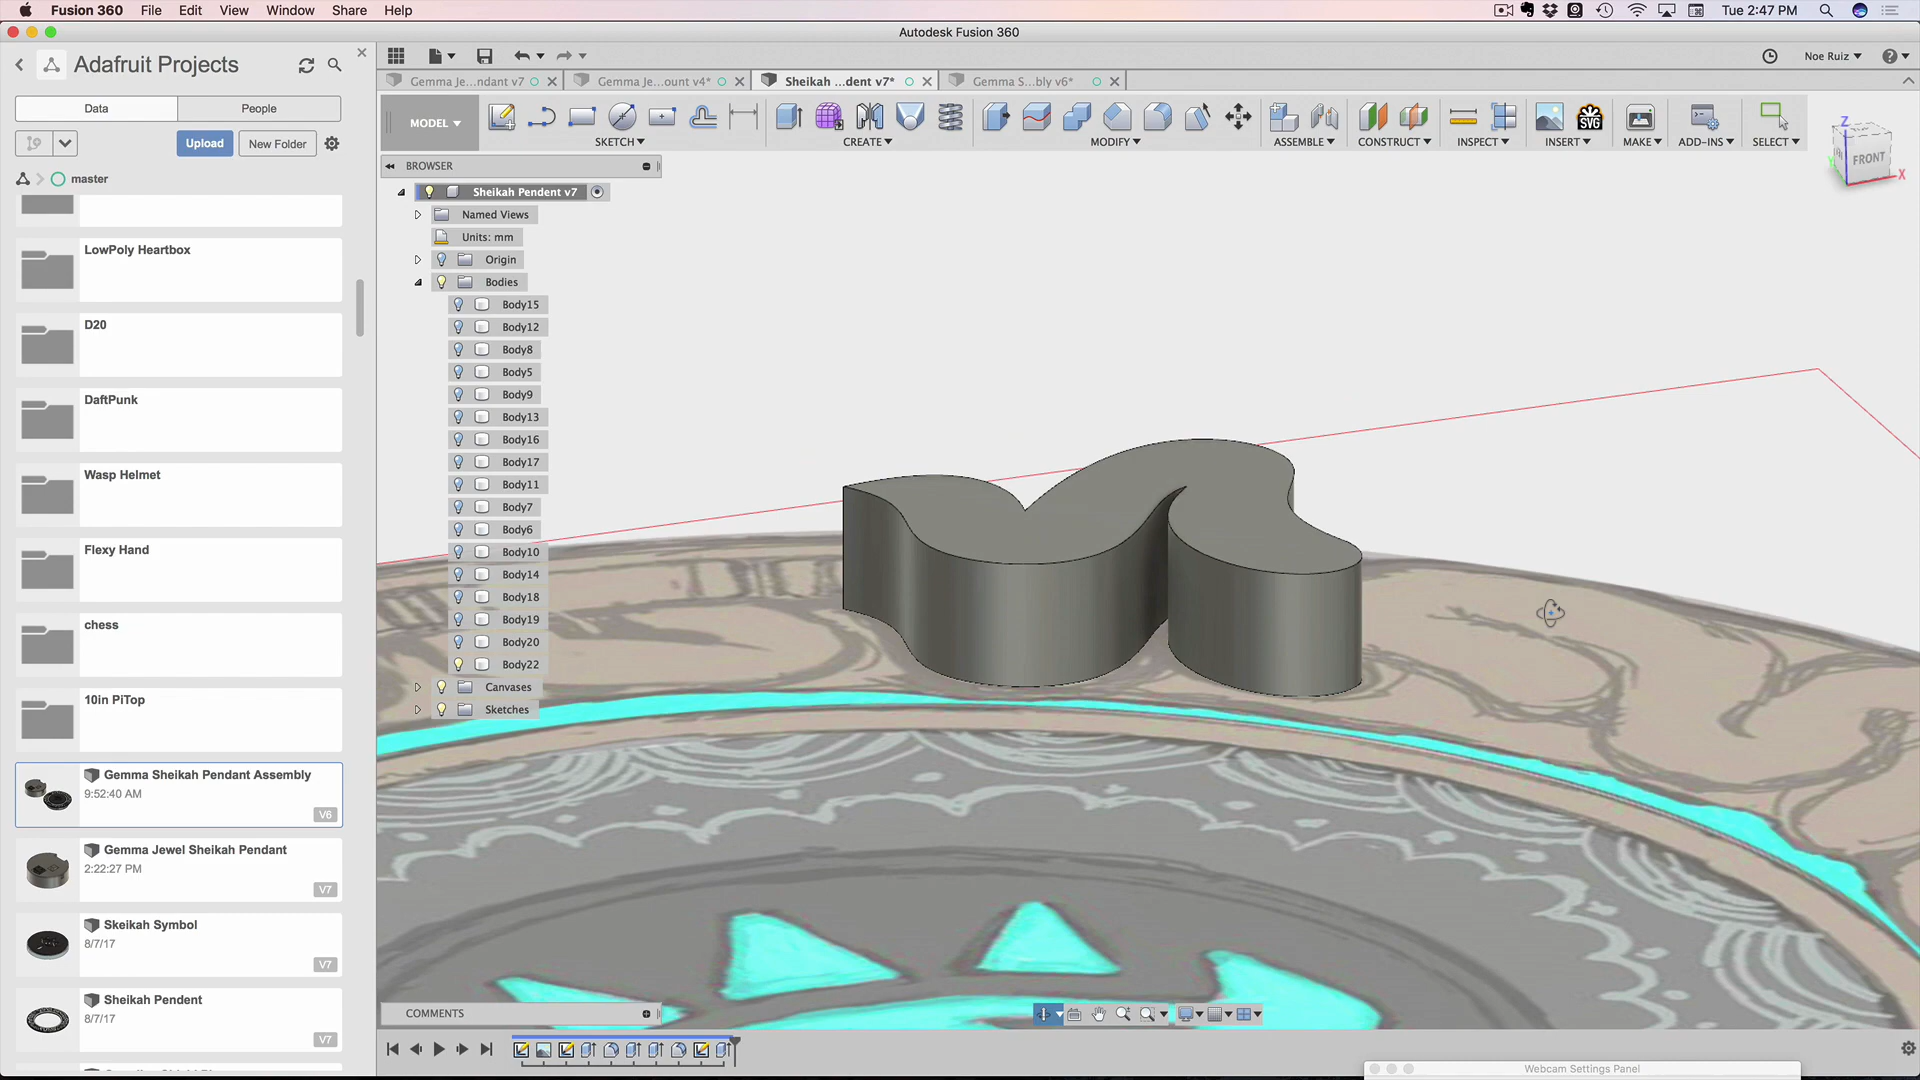 Fusion 360 File Edit View Window Share Help
Tue 2:47 PM
Autodesk Fusion 360
Adafruit Projects
Noe Ruiz
Gemma Je...ndant v7
Gemma Je...ount v4*
Sheikah ...dent v7*
Gemma S...bly v6*
Data
People
MODEL
SKETCH
CREATE
MODIFY
ASSEMBLE
CONSTRUCT
INSPECT
SVG
INSERT
MAKE
ADD-INS
SELECT
Z
FRONT
X
Upload
New Folder
master
BROWSER
Sheikah Pendent v7
Named Views
Units: mm
Origin
Bodies
Body15
Body12
Body8
Body5
Body9
Body13
Body16
Body17
Body11
Body7
Body6
Body10
Body14
Body18
Body19
Body20
Body22
Canvases
Sketches
LowPoly Heartbox
D20
DaftPunk
Wasp Helmet
Flexy Hand
chess
10in PiTop
Gemma Sheikah Pendant Assembly
9:52:40 AM
V6
Gemma Jewel Sheikah Pendant
2:22:27 PM
V7
Skeikah Symbol
8/7/17
V7
Sheikah Pendent
8/7/17
V7
COMMENTS
Webcam Settings Panel